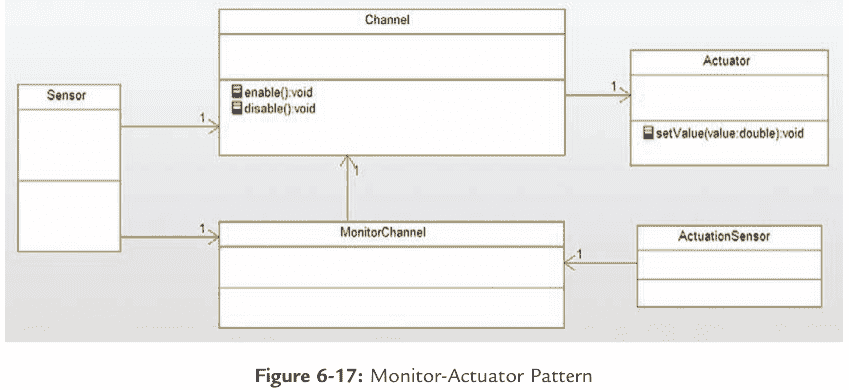 Channel
enable():void
disable():void
Actuator
setValue(value:double):void
Sensor
1
1
1
1
MonitorChannel
ActuationSensor
1
Figure 6-17: Monitor-Actuator Pattern